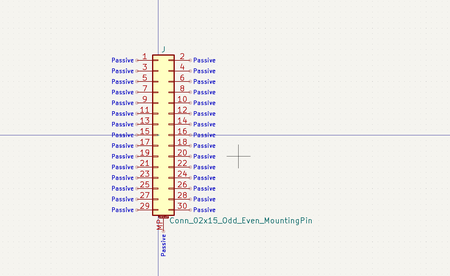 J
Passive 1 2 Passive
Passive 3 4 Passive
Passive 5 6 Passive
Passive 7 8 Passive
Passive 9 10 Passive
Passive 11 12 Passive
Passive 13 14 Passive
Passive 15 16 Passive
Passive 17 18 Passive
Passive 19 20 Passive
Passive 21 22 Passive
Passive 23 24 Passive
Passive 25 26 Passive
Passive 27 28 Passive
Passive 29 30 Passive
MP
Conn_02x15_Odd_Even_MountingPin
Passive